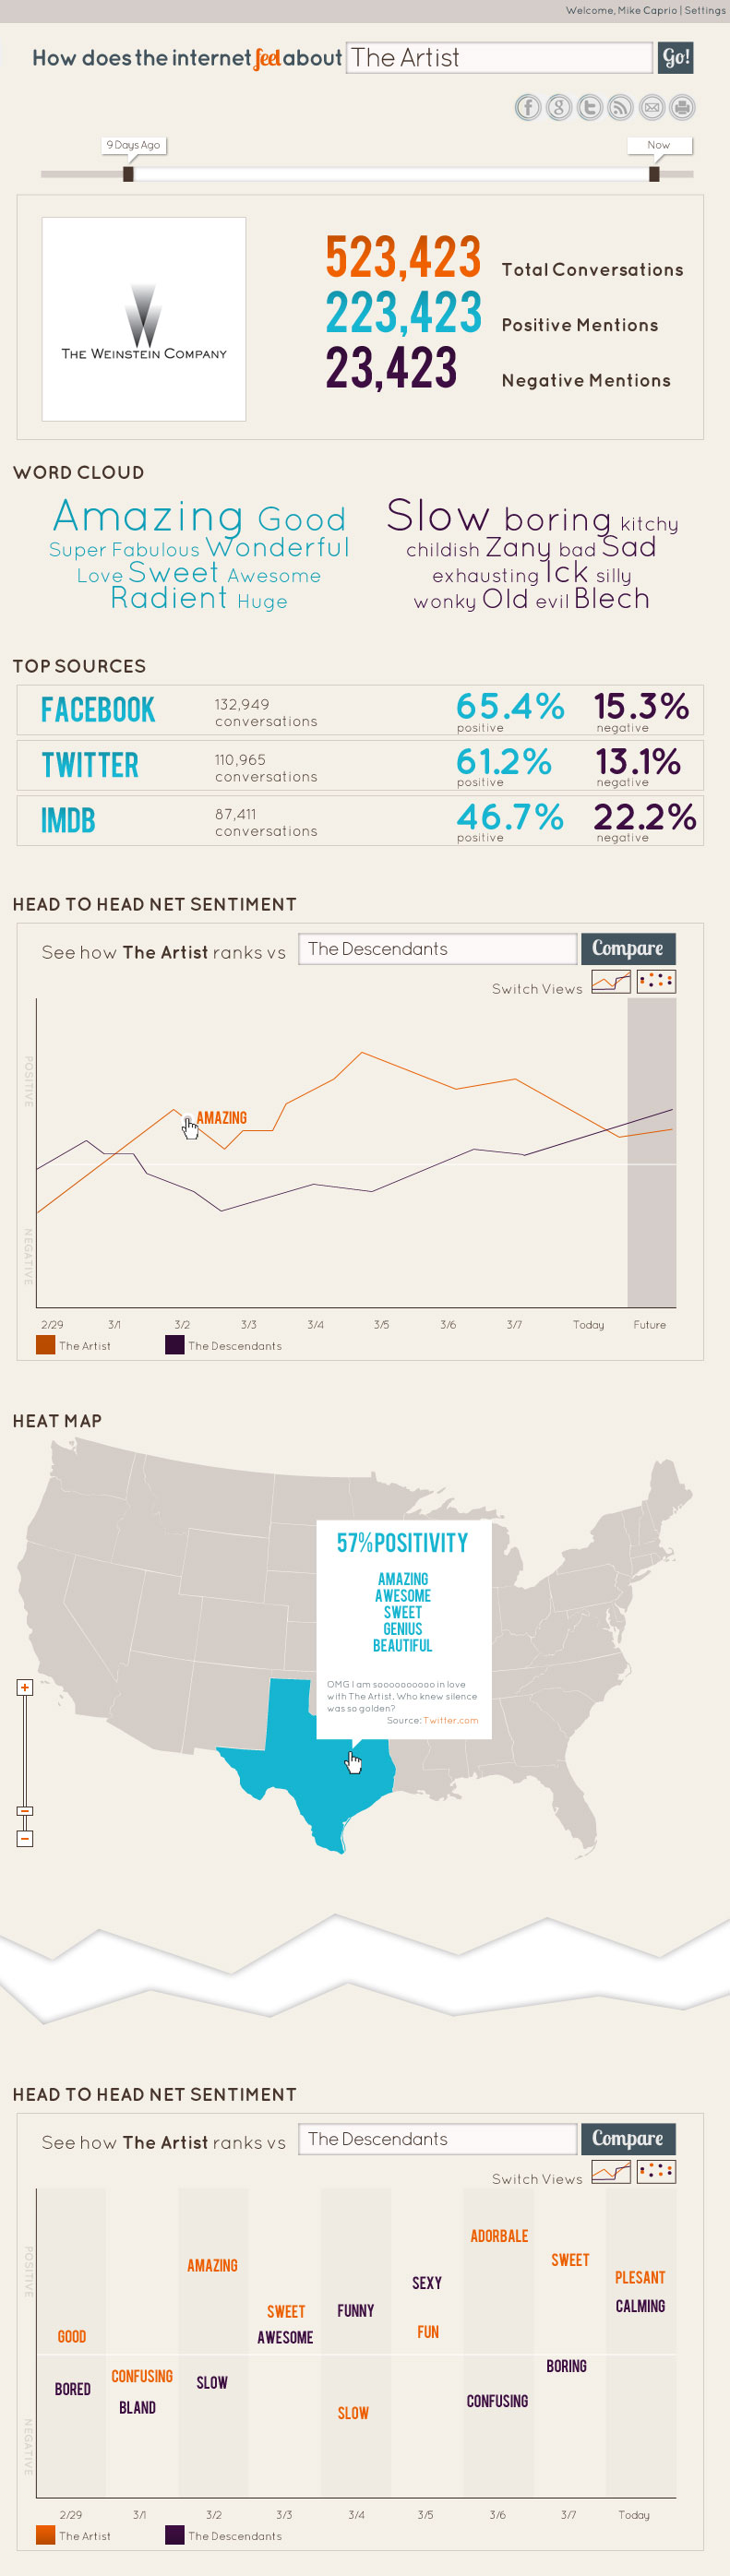 Welcome, Mike Caprio | Settings
How does the internet feel about The Artist Go!
9 Days Ago
Now
THE WEINSTEIN COMPANY
523,423 Total Conversations
223,423 Positive Mentions
23,423 Negative Mentions
WORD CLOUD
Amazing Good
Super Fabulous Wonderful
Love Sweet Awesome
Radient Huge
Slow boring kitchy
childish Zany bad Sad
exhausting Ick silly
wonky Old evil Blech
TOP SOURCES
FACEBOOK 132,949 conversations 65.4% positive 15.3% negative
TWITTER 110,965 conversations 61.2% positive 13.1% negative
IMDB 87,411 conversations 46.7% positive 22.2% negative
HEAD TO HEAD NET SENTIMENT
See how The Artist ranks vs The Descendants Compare
Switch Views
POSITIVE
AMAZING
NEGATIVE
2/29 3/1 3/2 3/3 3/4 3/5 3/6 3/7 Today Future
The Artist The Descendants
HEAT MAP
57% POSITIVITY
AMAZING
AWESOME
SWEET
GENIUS
BEAUTIFUL
OMG I am soooooooooo in love
with The Artist. Who knew silence
was so golden?
Source: Twitter.com
HEAD TO HEAD NET SENTIMENT
See how The Artist ranks vs The Descendants Compare
Switch Views
POSITIVE
ADORBALE
SWEET
AMAZING
PLESANT
SEXY
CALMING
SWEET
FUNNY
FUN
GOOD
AWESOME
BORING
CONFUSING
SLOW
BORED
CONFUSING
BLAND
SLOW
NEGATIVE
2/29 3/1 3/2 3/3 3/4 3/5 3/6 3/7 Today
The Artist The Descendants